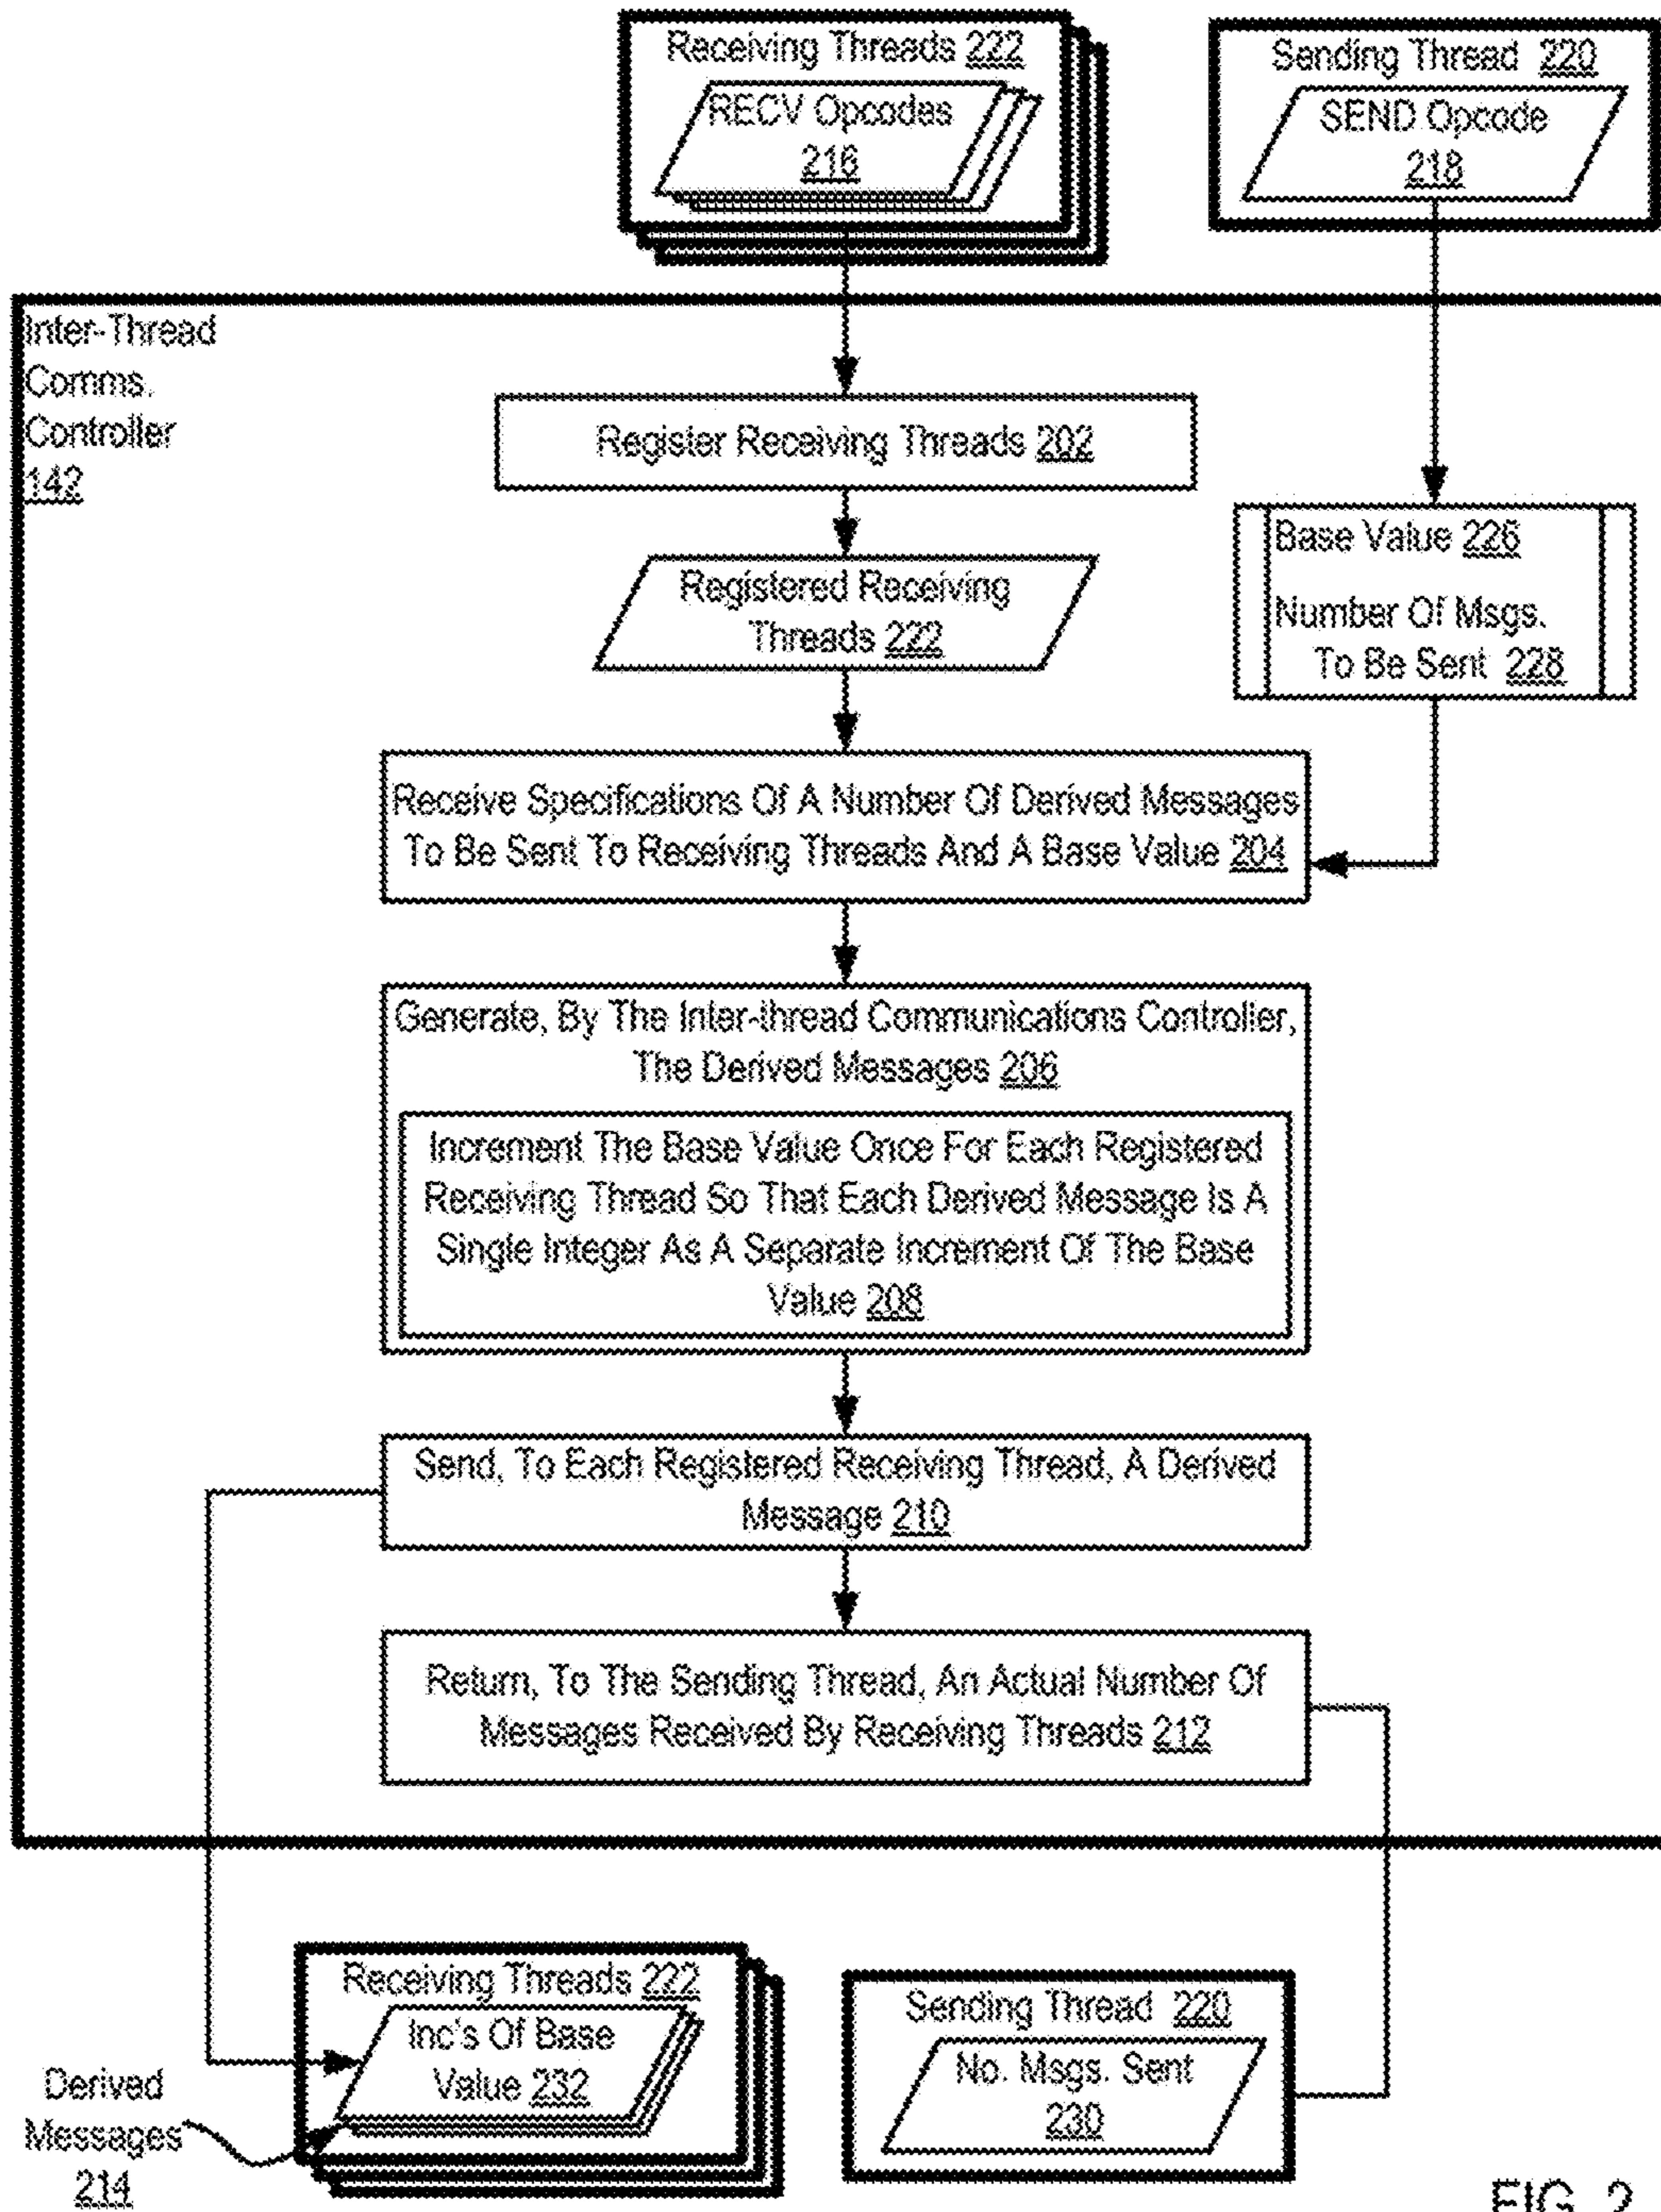 Receiving Threads 222
RECV Opcodes
216
Sending Thread 220
SEND Opcode
218
Inter-Thread
Comms.
Controller
142
Register Receiving Threads 202
Registered Receiving
Threads 222
Base Value 226
Number Of Msgs.
To Be Sent 228
Receive Specifications Of A Number Of Derived Messages
To Be Sent To Receiving Threads And A Base Value 204
Generate, By The Inter-thread Communications Controller,
The Derived Messages 206
Increment The Base Value Once For Each Registered
Receiving Thread So That Each Derived Message Is A
Single Integer As A Separate Increment Of The Base
Value 208
Send, To Each Registered Receiving Thread, A Derived
Message 210
Return, To The Sending Thread, An Actual Number Of
Messages Received By Receiving Threads 212
Receiving Threads 222
Inc's Of Base
Value 232
Sending Thread 220
No. Msgs. Sent
230
Derived
Messages
214
FIG. 2